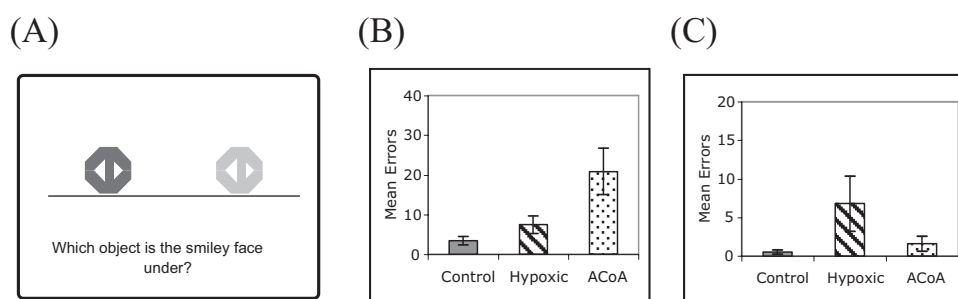 (A)
Which object is the smiley face
under?
(B)
Mean Errors
40
30
20
10
0
Control Hypoxic ACoA
(C)
Mean Errors
20
15
10
5
0
Control Hypoxic ACoA